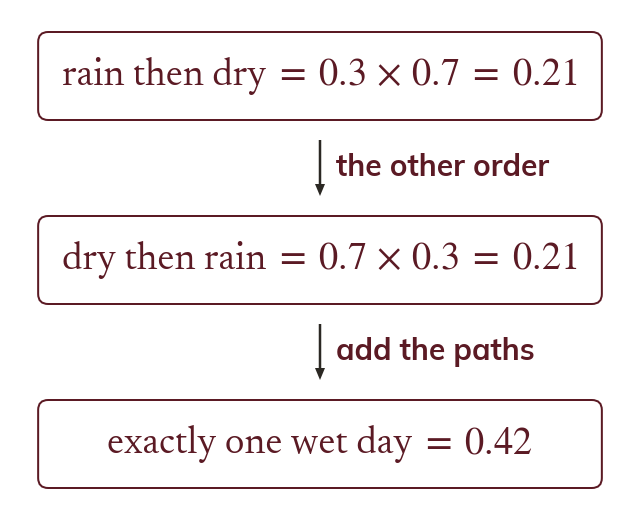 rain then dry = 0.3 × 0.7 = 0.21
the other order
dry then rain = 0.7 × 0.3 = 0.21
add the paths
exactly one wet day = 0.42